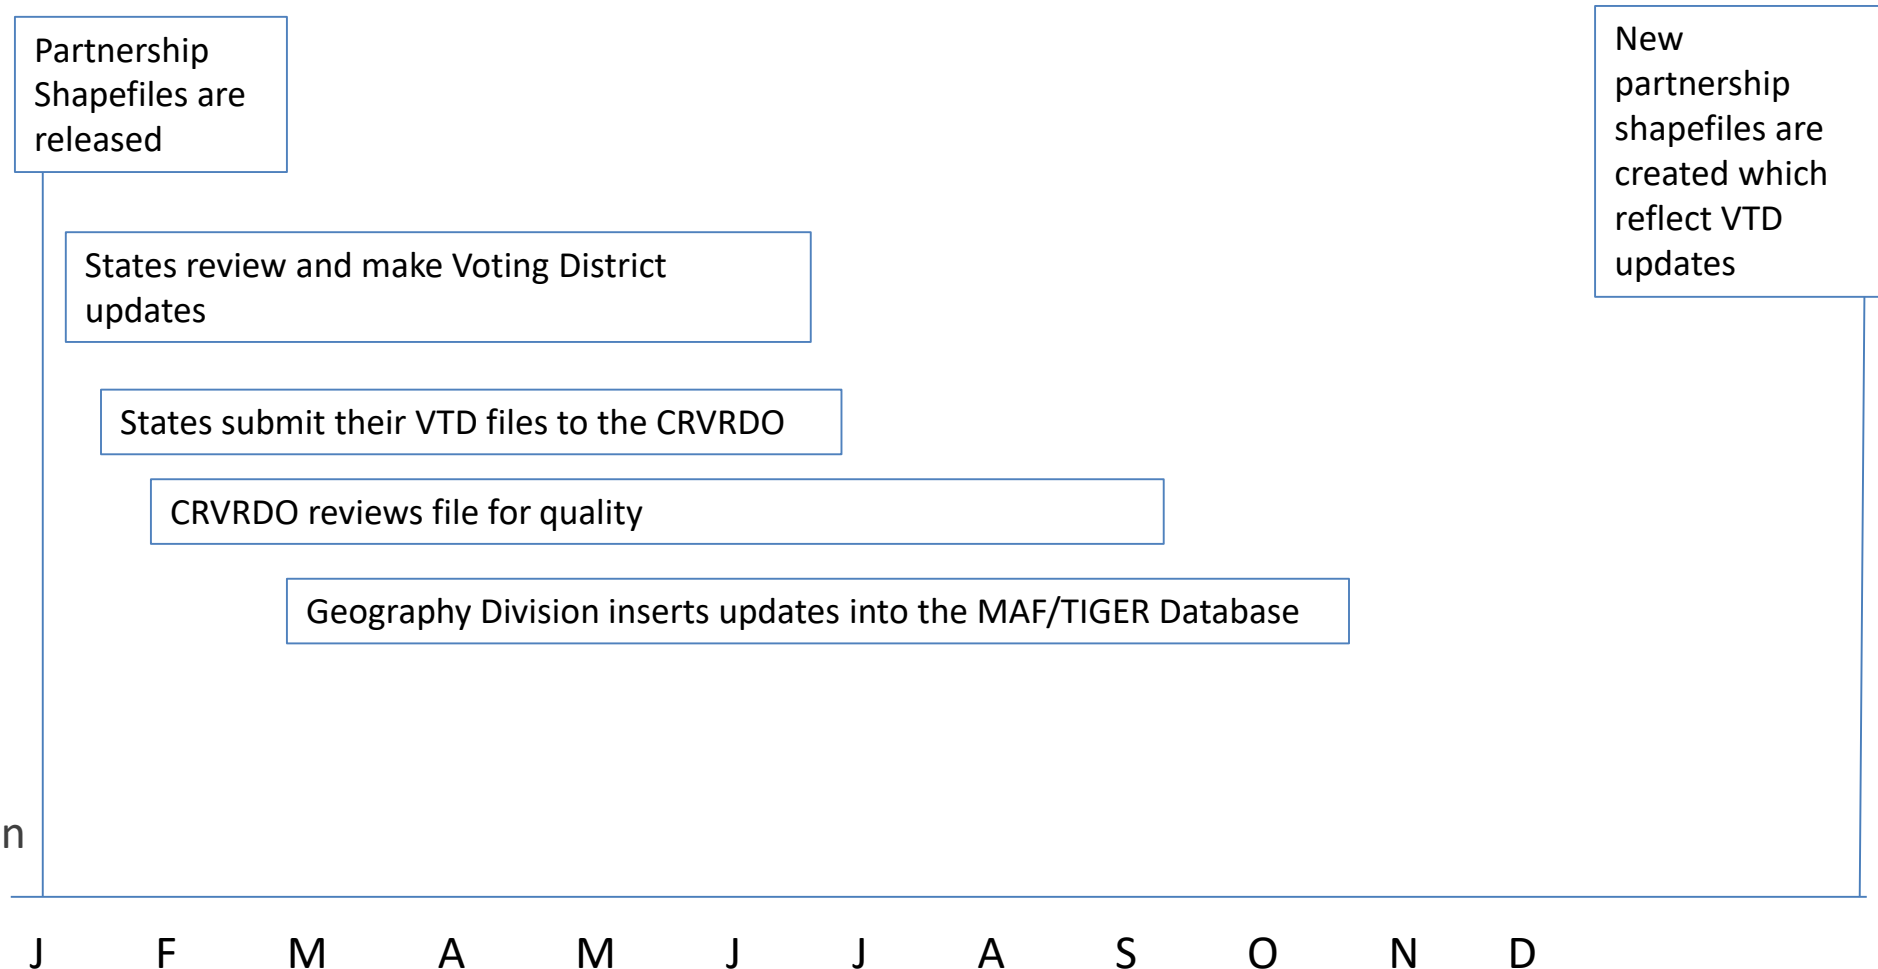 Partnership
Shapefiles are
released
New
partnership
shapefiles are
created which
reflect VTD
updates
States review and make Voting District
updates
States submit their VTD files to the CRVRDO
CRVRDO reviews file for quality
Geography Division inserts updates into the MAF/TIGER Database
n
J F M A M J J A S O N D